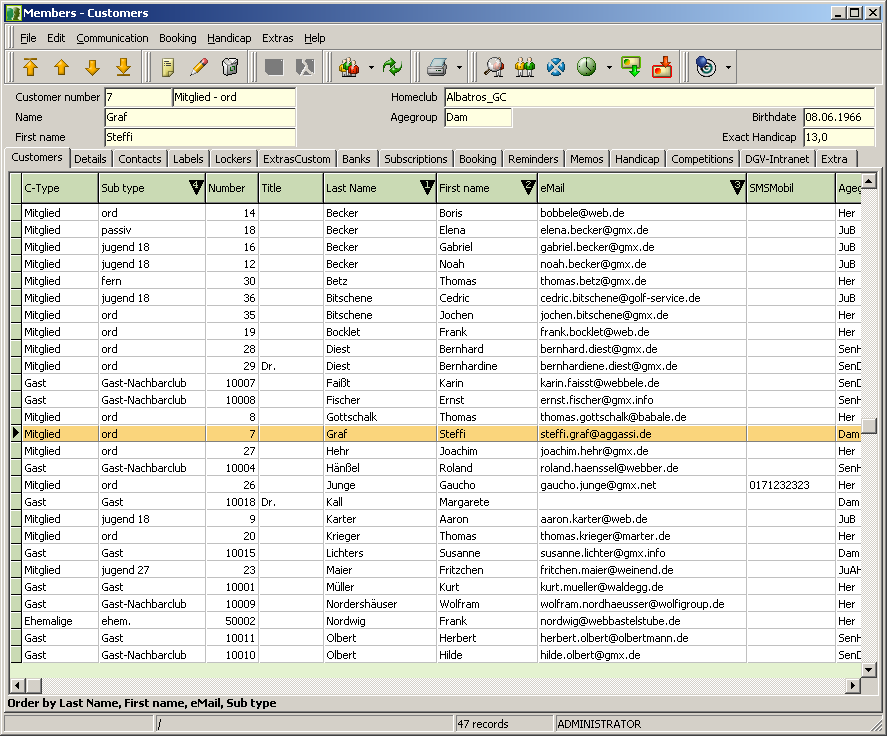 Members - Customers
File Edit Communication Booking Handicap Extras Help
Customer number 7 Mitglied - ord Homeclub Albatros_GC
Name Graf Agegroup Dam Birthdate 08.06.1966
First name Steffi Exact Handicap 13,0
Customers Details Contacts Labels Lockers ExtrasCustom Banks Subscriptions Booking Reminders Memos Handicap Competitions DGV-Intranet Extra
C-Type Sub type 4 Number Title Last Name 1 First name 2 eMail 3 SMSMobil Ageg
Mitglied ord 14 Becker Boris bobbele@web.de Her
Mitglied passiv 18 Becker Elena elena.becker@gmx.de JuB
Mitglied jugend 18 16 Becker Gabriel gabriel.becker@gmx.de JuB
Mitglied jugend 18 12 Becker Noah noah.becker@gmx.de JuB
Mitglied fern 30 Betz Thomas thomas.betz@gmx.de Her
Mitglied jugend 18 36 Bitschene Cedric cedric.bitschene@golf-service.de JuB
Mitglied ord 35 Bitschene Jochen jochen.bitschene@gmx.de Her
Mitglied ord 19 Bocklet Frank frank.bocklet@web.de Her
Mitglied ord 28 Diest Bernhard bernhard.diest@gmx.de SenH
Mitglied ord 29 Dr. Diest Bernhardine bernhardiene.diest@gmx.de SenD
Gast Gast-Nachbarclub 10007 Faißt Karin karin.faisst@webbele.de SenD
Gast Gast-Nachbarclub 10008 Fischer Ernst ernst.fischer@gmx.info SenH
Mitglied ord 8 Gottschalk Thomas thomas.gottschalk@babale.de Her
Mitglied ord 7 Graf Steffi steffi.graf@aggassi.de Dam
Mitglied ord 27 Hehr Joachim joachim.hehr@gmx.de Her
Gast Gast-Nachbarclub 10004 Hänßel Roland roland.haenssel@webber.de SenH
Mitglied ord 26 Junge Gaucho gaucho.junge@gmx.net 0171232323 Her
Gast Gast 10018 Dr. Kall Margarete Dam
Mitglied jugend 18 9 Karter Aaron aaron.karter@web.de JuB
Mitglied ord 20 Krieger Thomas thomas.krieger@marter.de Her
Gast Gast 10015 Lichters Susanne susanne.lichter@gmx.info Dam
Mitglied jugend 27 23 Maier Fritzchen fritchen.maier@weinend.de JuAH
Gast Gast 10001 Müller Kurt kurt.mueller@waldegg.de Her
Gast Gast-Nachbarclub 10009 Nordershäuser Wolfram wolfram.nordhaeusser@wolfigroup.de Her
Ehemalige ehem. 50002 Nordwig Frank nordwig@webbastelstube.de Her
Gast Gast 10011 Olbert Herbert herbert.olbert@olbertmann.de SenH
Gast Gast-Nachbarclub 10010 Olbert Hilde hilde.olbert@gmx.de SenD
Order by Last Name, First name, eMail, Sub type
/ 47 records ADMINISTRATOR